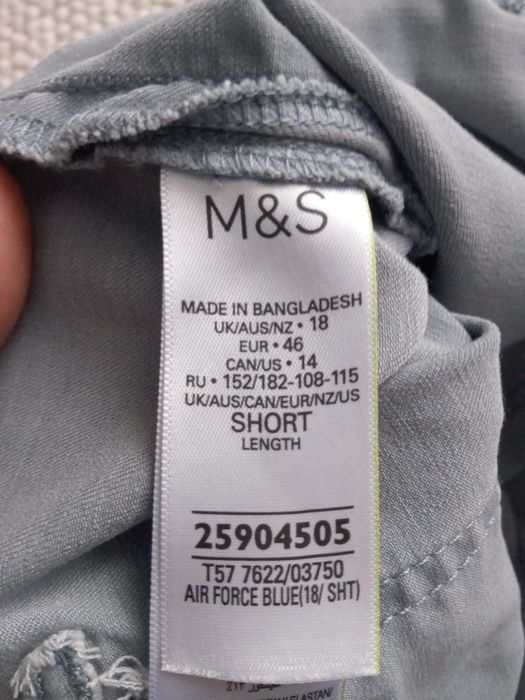 M&S
MADE IN BANGLADESH
UK/AUS/NZ • 18
EUR • 46
CAN/US • 14
RU • 152/182-108-115
UK/AUS/CAN/EUR/NZ/US
SHORT
LENGTH
25904505
T57 7622/03750
AIR FORCE BLUE(18/ SHT)